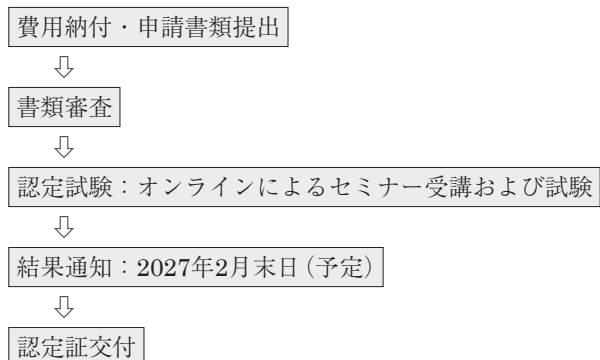 費用納付・申請書類提出
⇩
書類審査
⇩
認定試験：オンラインによるセミナー受講および試験
⇩
結果通知：2027年2月末日（予定）
⇩
認定証交付